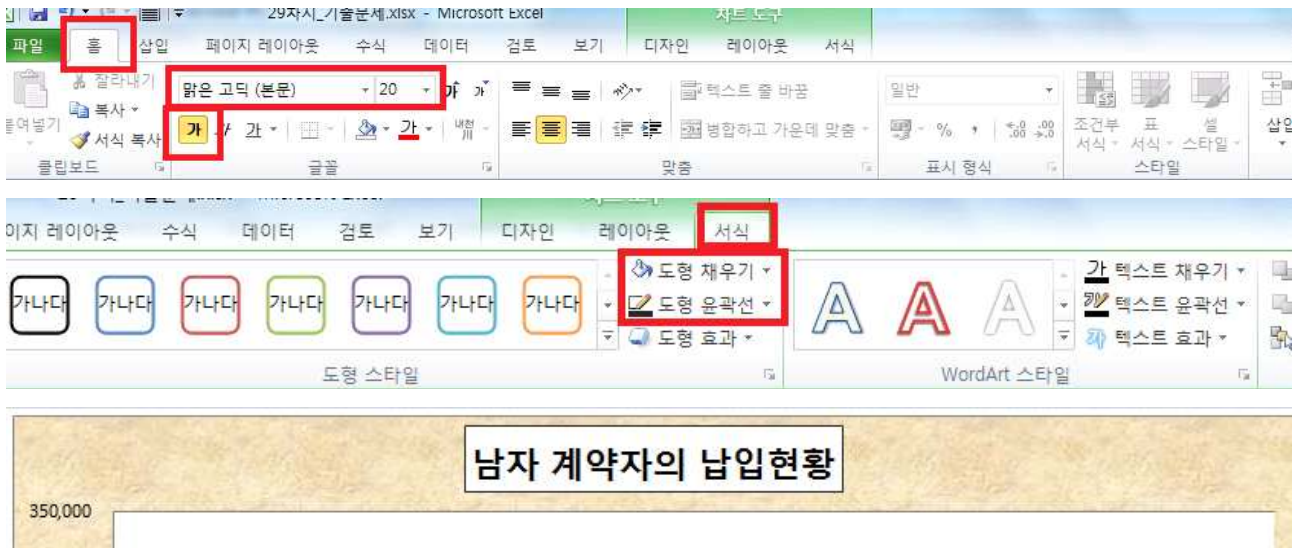 29차시_기출문제.xlsx - Microsoft Excel
차트 도구
파일 홈 삽입 페이지 레이아웃 수식 데이터 검토 보기 디자인 레이아웃 서식
잘라내기
복사
서식 복사
클립보드
맑은 고딕 (본문) 20
가 가 가 가
글꼴
텍스트 줄 바꿈
병합하고 가운데 맞춤
맞춤
일반
% ,
표시 형식
조건부 서식
표 서식
셀 스타일
스타일
레이아웃 수식 데이터 검토 보기 디자인 레이아웃 서식
가나다 가나다 가나다 가나다 가나다 가나다 가나다
도형 채우기
도형 윤곽선
도형 효과
도형 스타일
A A A
텍스트 채우기
텍스트 윤곽선
텍스트 효과
WordArt 스타일
남자 계약자의 납입현황
350,000